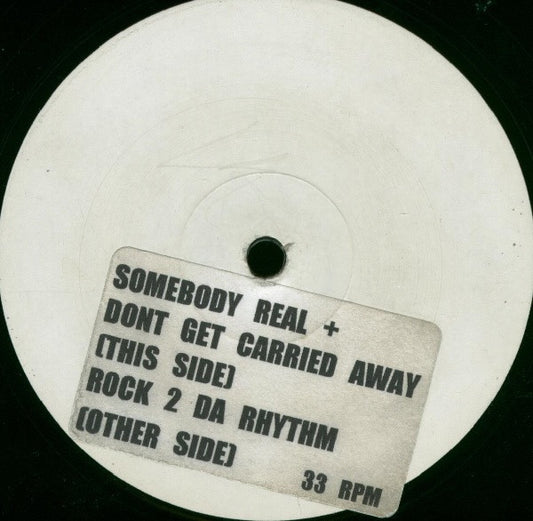 SOMEBODY REAL +
DONT GET CARRIED AWAY
(THIS SIDE)
ROCK 2 DA RHYTHM
(OTHER SIDE)
33 RPM